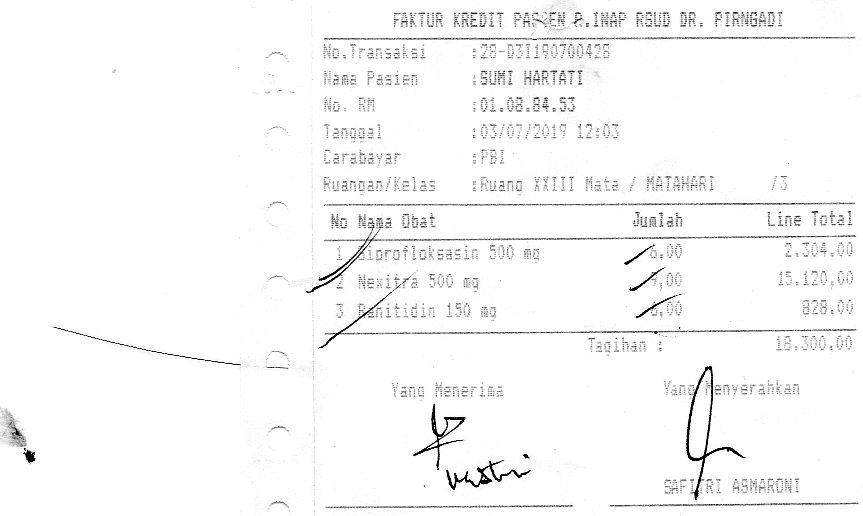 FAKTUR KREDIT PASIEN R.INAP RSUD DR. PIRNGADI
No.Transaksi :28-D3I190700428
Nama Pasien :SUMI HARTATI
No. RM :01.08.84.53
Tanggal :03/07/2019 12:03
Carabayar :PBI
Ruangan/Kelas :Ruang XXIII Mata / MATAHARI /3
No Nama Obat Jumlah Line Total
1 Siprofloksasin 500 mg 6,00 2.304,00
2 Nexitra 500 mg 9,00 15.120,00
3 Ranitidin 150 mg 6,00 828,00
Tagihan : 18.300,00
Yang Menerima Yang Menyerahkan
SAFITRI ASMARONI